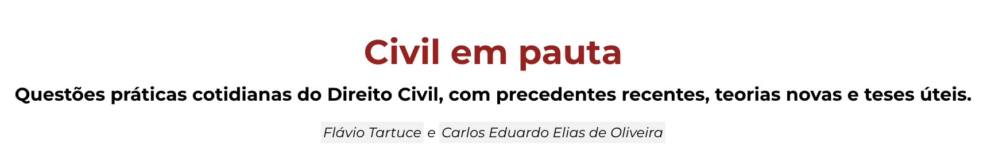 Civil em pauta
Questões práticas cotidianas do Direito Civil, com precedentes recentes, teorias novas e teses úteis.
Flávio Tartuce e Carlos Eduardo Elias de Oliveira